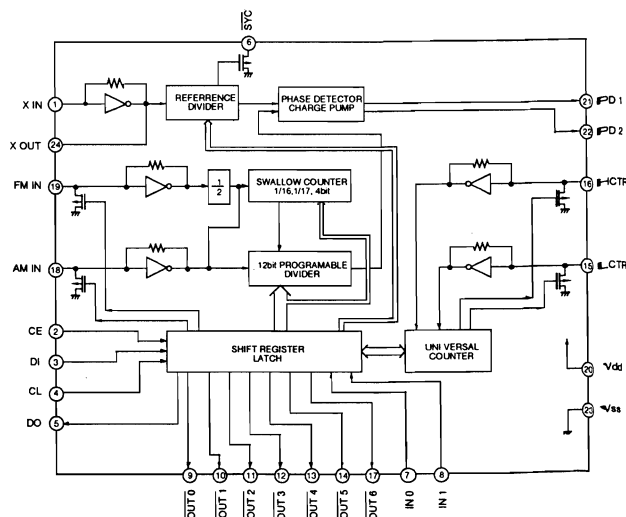 SYC
6
X IN
1
REFERRENCE
DIVIDER
PHASE DETECTOR
CHARGE PUMP
21
PD 1
22
PD 2
X OUT
24
FM IN
19
1
2
SWALLOW COUNTER
1/16,1/17, 4bit
16
ICTR
AM IN
18
12bit PROGRAMABLE
DIVIDER
15
CTR
CE
2
DI
3
SHIFT REGISTER
LATCH
UNI VERSAL
COUNTER
CL
4
20
Vdd
DO
5
23
Vss
9
10
11
12
13
14
17
7
8
OUT 0
OUT 1
OUT 2
OUT 3
OUT 4
OUT 5
OUT 6
IN 0
IN 1